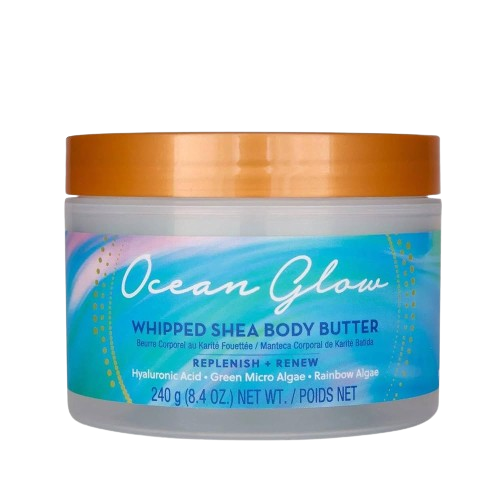 Ocean Glow
WHIPPED SHEA BODY BUTTER
Beurre Corporel au Karité Fouettée / Manteca Corporal de Karité Batida
REPLENISH + RENEW
Hyaluronic Acid • Green Micro Algae • Rainbow Algae
240 g (8.4 OZ.) NET WT. / POIDS NET